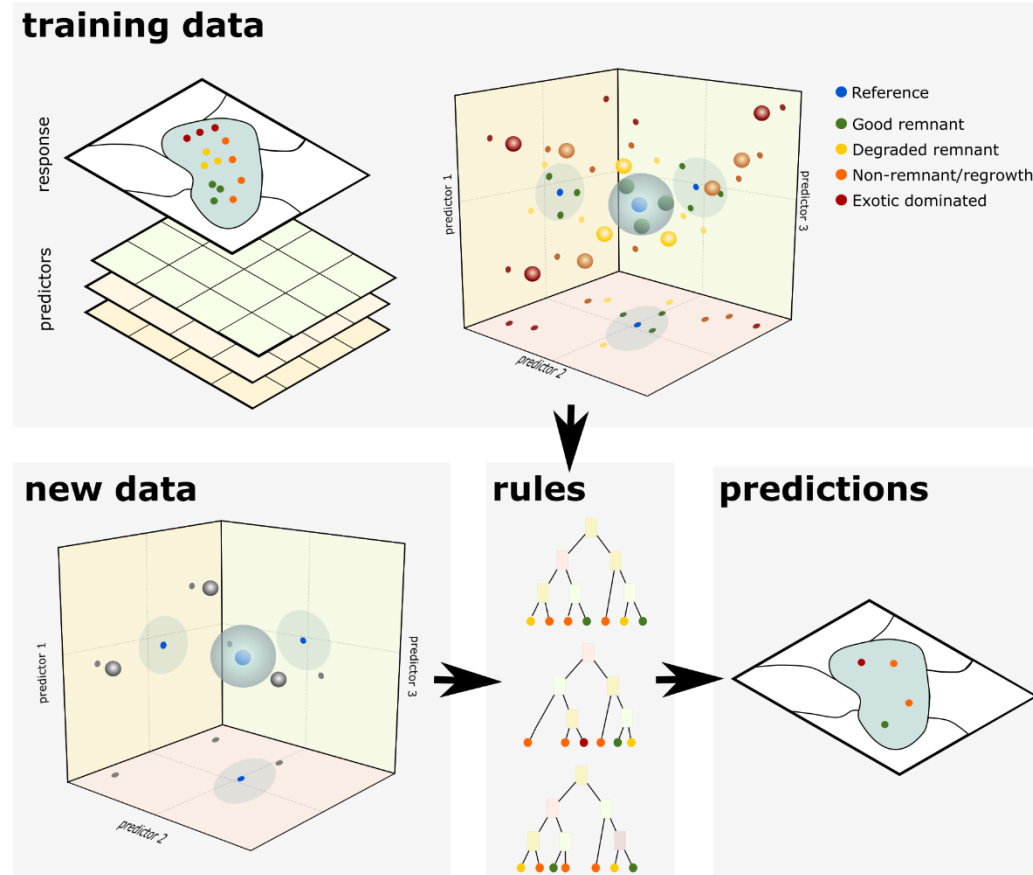 training data
response
predictors
predictor 1
predictor 2
predictor 3
Reference
Good remnant
Degraded remnant
Non-remnant/regrowth
Exotic dominated
new data
predictor 1
predictor 2
predictor 3
rules
predictions